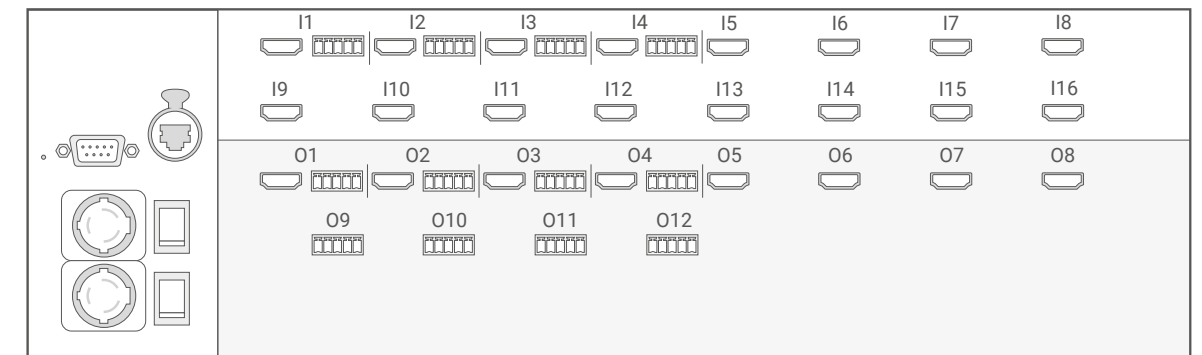 I1 I2 I3 I4 I5 I6 I7 I8
I9 I10 I11 I12 I13 I14 I15 I16
O1 O2 O3 O4 O5 O6 O7 O8
O9 O10 O11 O12